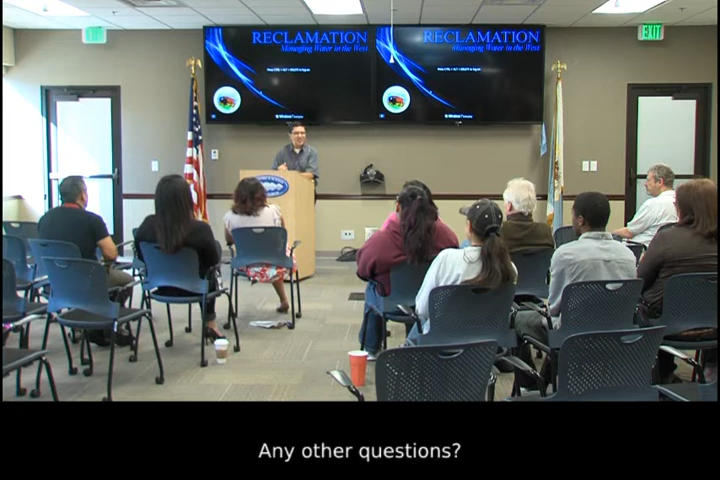 EXIT
EXIT
RECLAMATION
RECLAMATION
Managing Water in the West
Managing Water in the West
Any other questions?